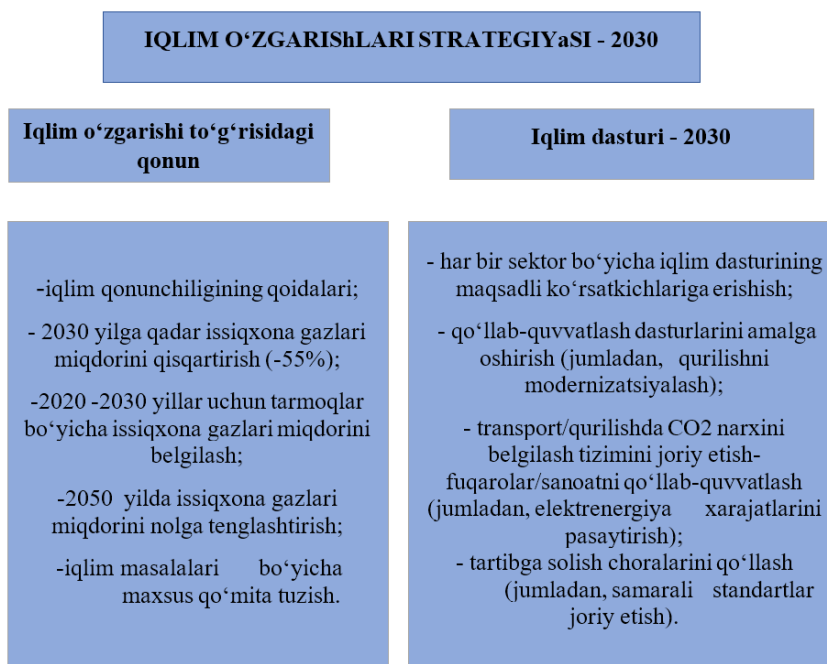 IQLIM O‘ZGARIShLARI STRATEGIYaSI - 2030
Iqlim o‘zgarishi to‘g‘risidagi
qonun
Iqlim dasturi - 2030
-iqlim qonunchiligining qoidalari;
- 2030 yilga qadar issiqxona gazlari
miqdorini qisqartirish (-55%);
-2020 -2030 yillar uchun tarmoqlar
bo‘yicha issiqxona gazlari miqdorini
belgilash;
-2050 yilda issiqxona gazlari
miqdorini nolga tenglashtirish;
-iqlim masalalari bo‘yicha
maxsus qo‘mita tuzish.
- har bir sektor bo‘yicha iqlim dasturining
maqsadli ko‘rsatkichlariga erishish;
- qo‘llab-quvvatlash dasturlarini amalga
oshirish (jumladan, qurilishni
modernizatsiyalash);
- transport/qurilishda CO2 narxini
belgilash tizimini joriy etish-
fuqarolar/sanoatni qo‘llab-quvvatlash
(jumladan, elektrenergiya xarajatlarini
pasaytirish);
- tartibga solish choralarini qo‘llash
(jumladan, samarali standartlar
joriy etish).